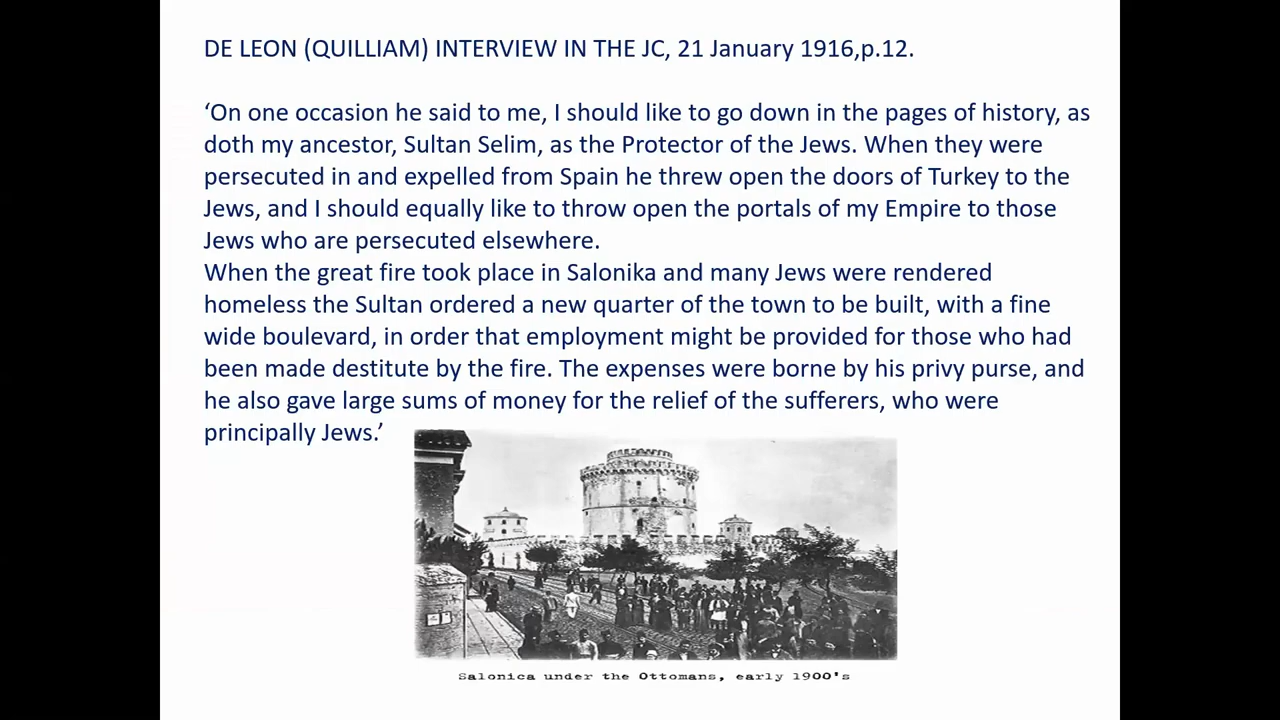 DE LEON (QUILLIAM) INTERVIEW IN THE JC, 21 January 1916,p.12.
‘On one occasion he said to me, I should like to go down in the pages of history, as
doth my ancestor, Sultan Selim, as the Protector of the Jews. When they were
persecuted in and expelled from Spain he threw open the doors of Turkey to the
Jews, and I should equally like to throw open the portals of my Empire to those
Jews who are persecuted elsewhere.
When the great fire took place in Salonika and many Jews were rendered
homeless the Sultan ordered a new quarter of the town to be built, with a fine
wide boulevard, in order that employment might be provided for those who had
been made destitute by the fire. The expenses were borne by his privy purse, and
he also gave large sums of money for the relief of the sufferers, who were
principally Jews.’
Salonica under the Ottomans, early 1900's